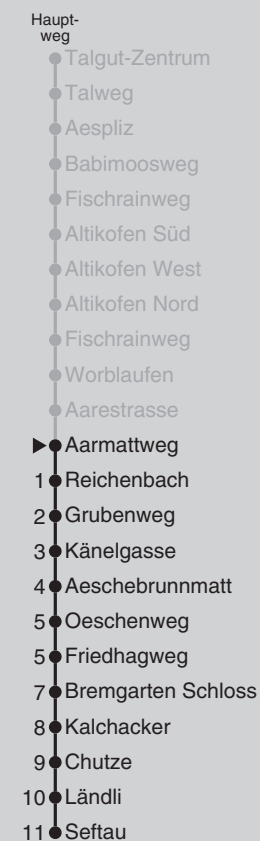 Haupt-
weg
Talgut-Zentrum
Talweg
Aespliz
Babimoosweg
Fischrainweg
Altikofen Süd
Altikofen West
Altikofen Nord
Fischrainweg
Worblaufen
Aarestrasse
Aarmattweg
1 Reichenbach
2 Grubenweg
3 Känelgasse
4 Aeschebrunnmatt
5 Oeschenweg
5 Friedhagweg
7 Bremgarten Schloss
8 Kalchacker
9 Chutze
10 Ländli
11 Seftau